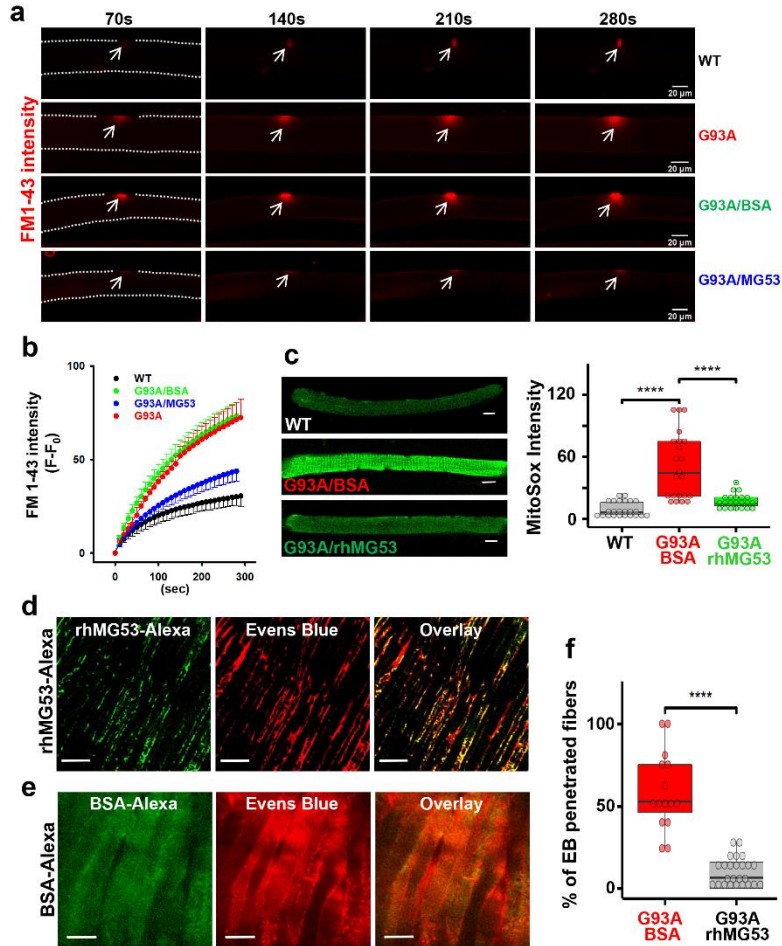 a
70s 140s 210s 280s
FM1-43 intensity
20 µm
WT
20 µm
G93A
20 µm
G93A/BSA
20 µm
G93A/MG53
b
FM 1-43 intensity
(F-F0)
100
50
0
WT
G93A/BSA
G93A/MG53
G93A
0 100 200 300
(sec)
c
WT
G93A/BSA
G93A/rhMG53
MitoSox Intensity
120
60
0
**** ****
WT G93A G93A
BSA rhMG53
d
rhMG53-Alexa
rhMG53-Alexa Evens Blue Overlay
e
BSA-Alexa
BSA-Alexa Evens Blue Overlay
f
% of EB penetrated fibers
100
50
0
****
G93A G93A
BSA rhMG53